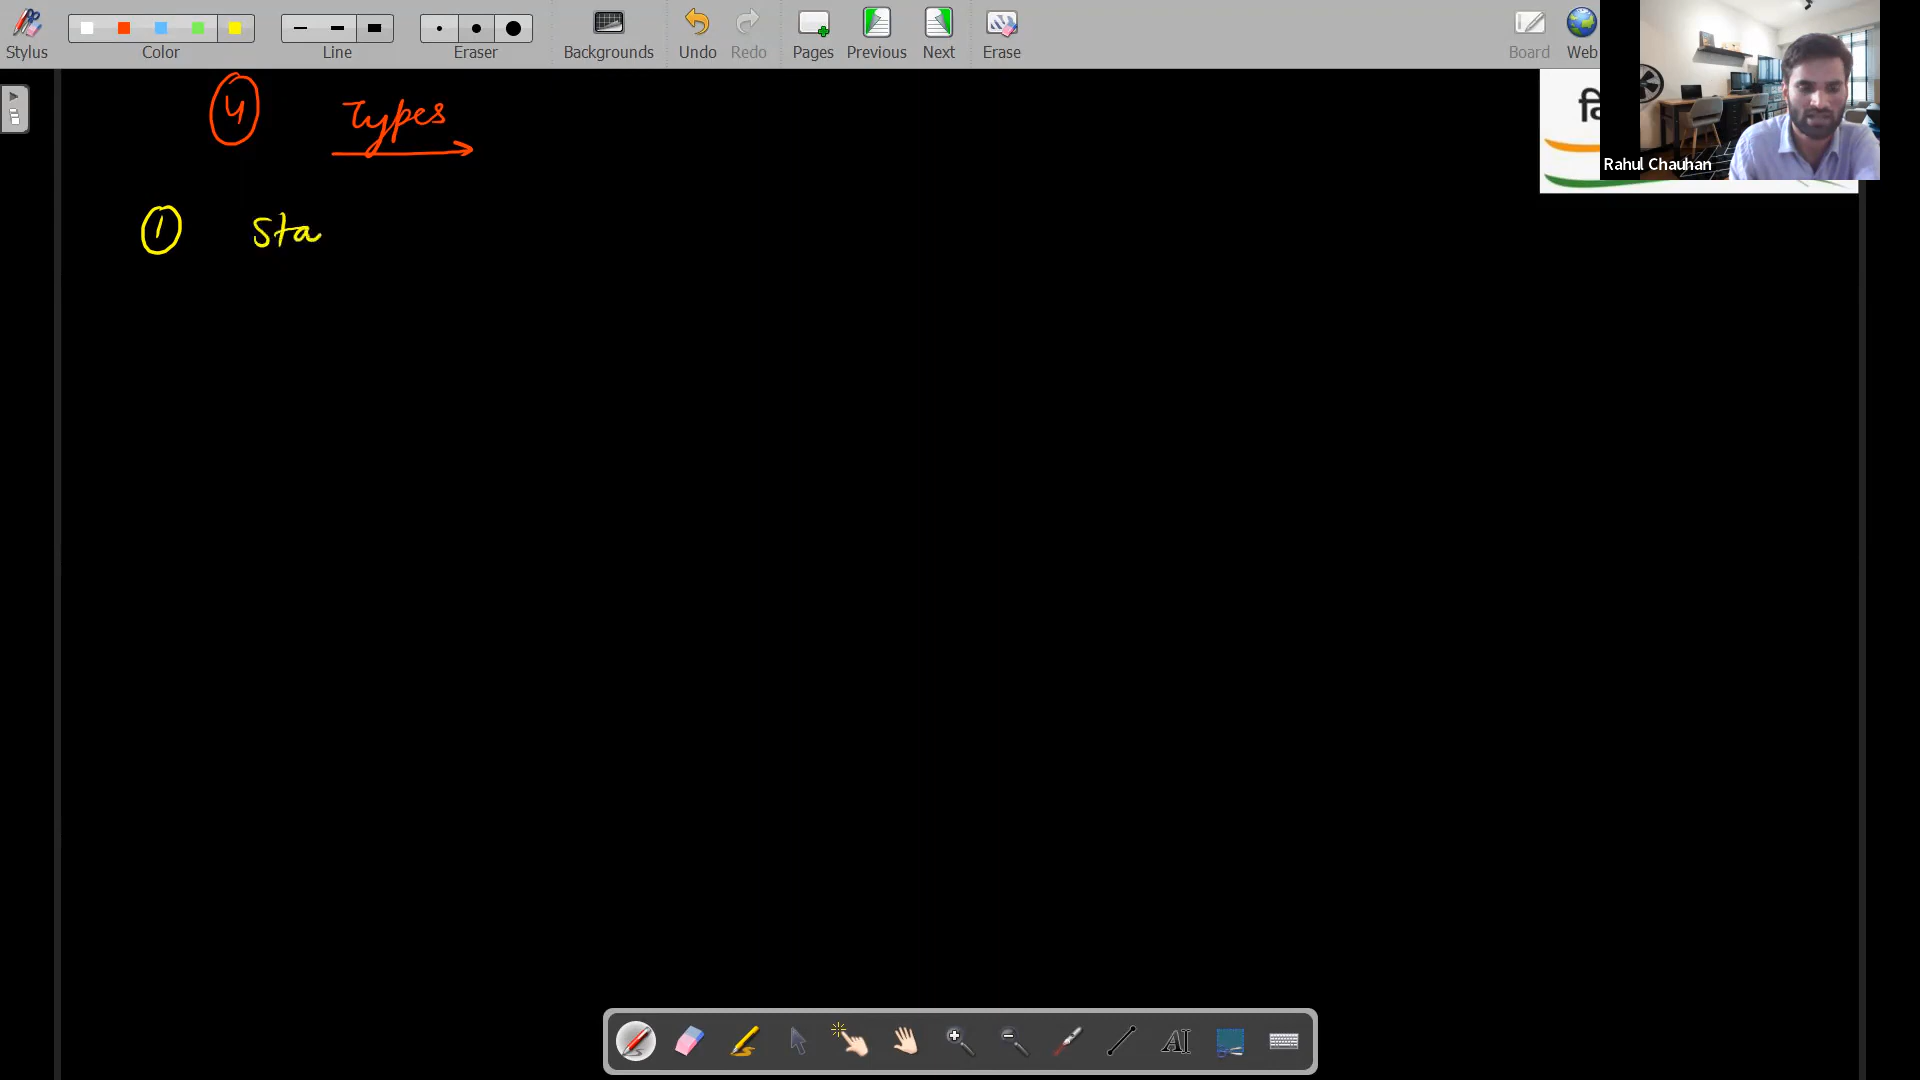 Stylus Color Line Eraser Backgrounds Undo Redo Pages Previous Next Erase Board Web
④ Types
Rahul Chauhan
① Sta
AI